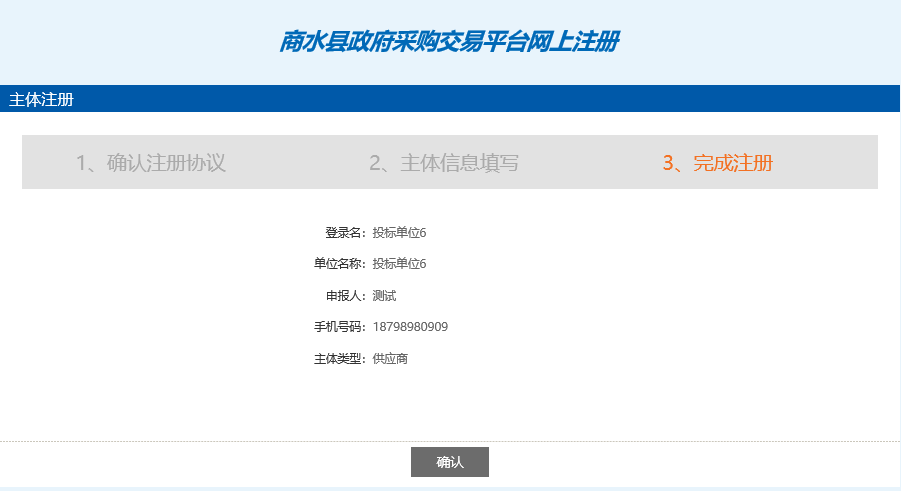 商水县政府采购交易平台网上注册
主体注册
1、确认注册协议 2、主体信息填写 3、完成注册
登录名：投标单位6
单位名称：投标单位6
申报人：测试
手机号码：18798980909
主体类型：供应商
确认